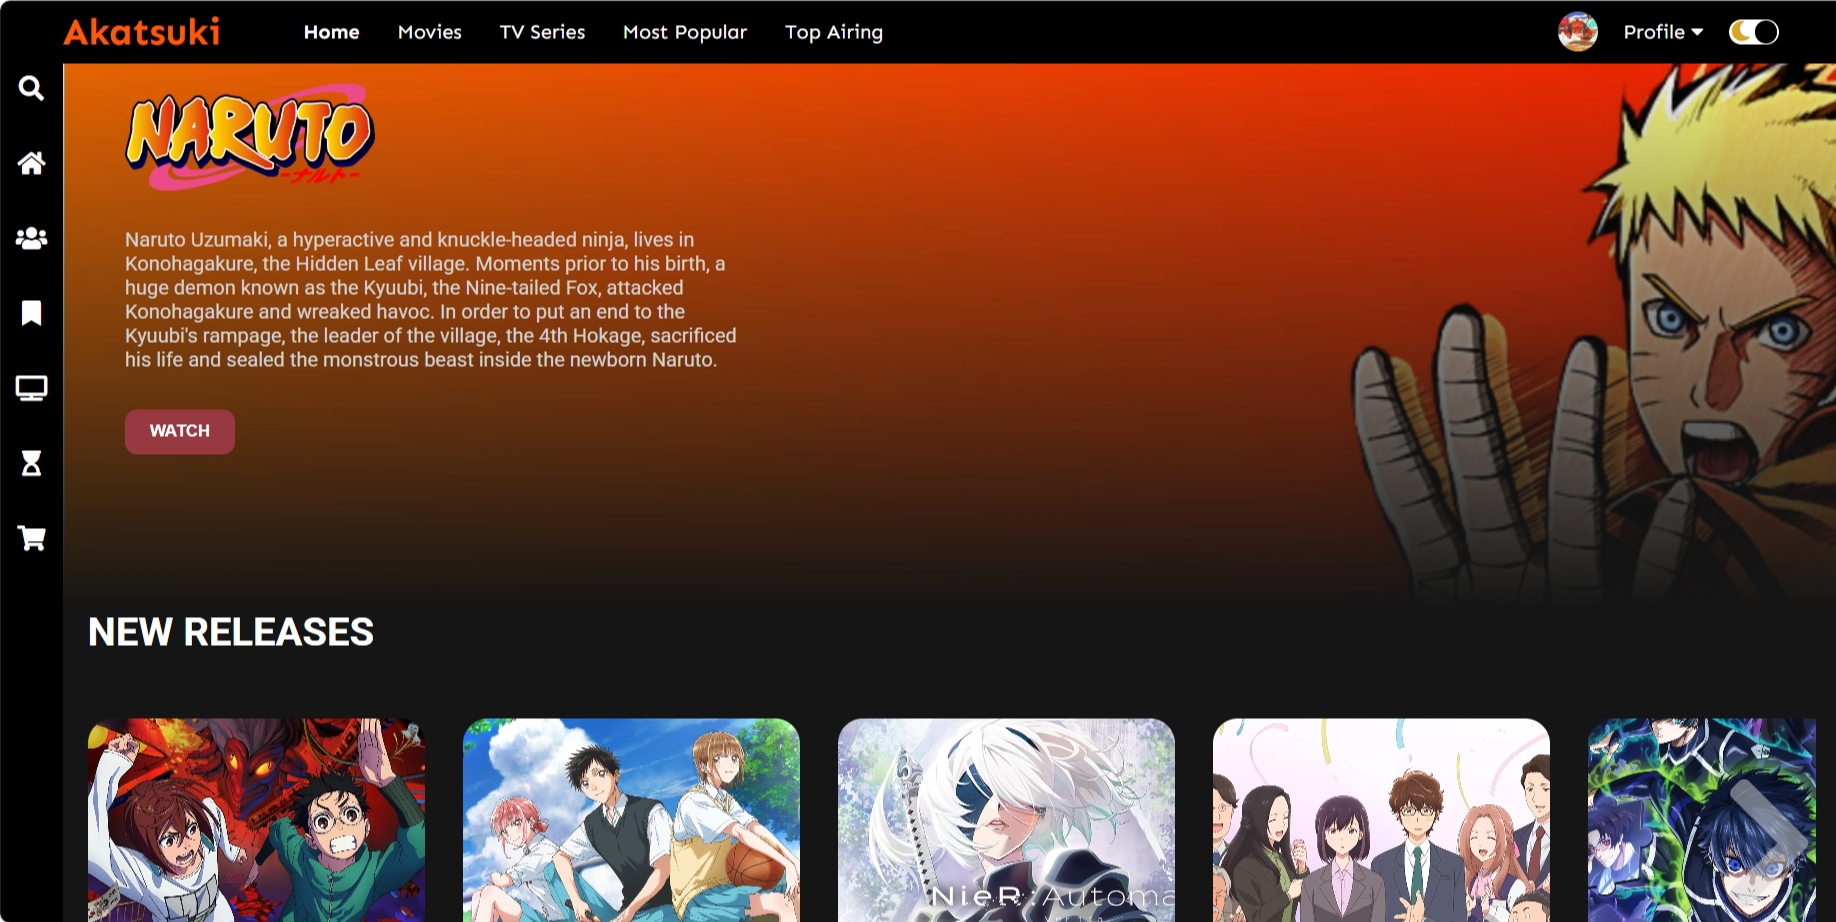 Akatsuki
Home
Movies
TV Series
Most Popular
Top Airing
Profile
NARUTO
-ナルト-
Naruto Uzumaki, a hyperactive and knuckle-headed ninja, lives in
Konohagakure, the Hidden Leaf village. Moments prior to his birth, a
huge demon known as the Kyuubi, the Nine-tailed Fox, attacked
Konohagakure and wreaked havoc. In order to put an end to the
Kyuubi's rampage, the leader of the village, the 4th Hokage, sacrificed
his life and sealed the monstrous beast inside the newborn Naruto.
WATCH
NEW RELEASES
NieR:Automa